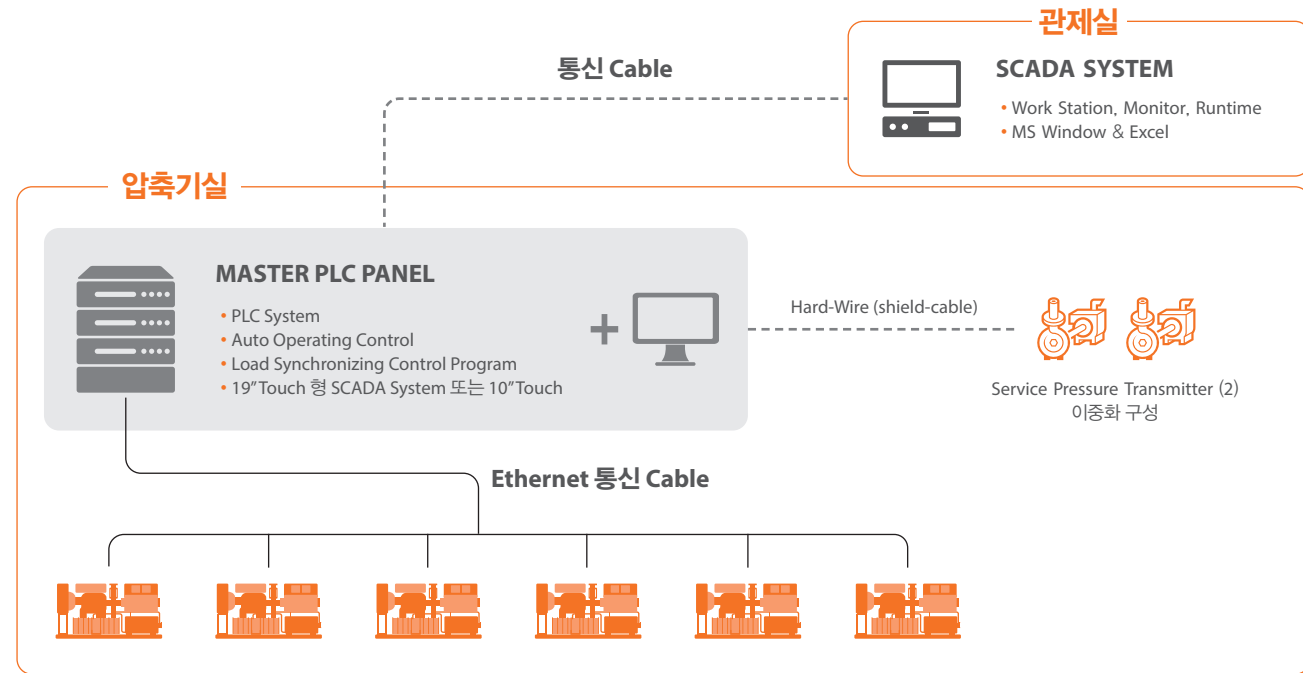 관제실
통신 Cable
SCADA SYSTEM
• Work Station, Monitor, Runtime
• MS Window & Excel
압축기실
MASTER PLC PANEL
• PLC System
• Auto Operating Control
• Load Synchronizing Control Program
• 19” Touch 형 SCADA System 또는 10” Touch
+
Hard-Wire (shield-cable)
Service Pressure Transmitter (2)
이중화 구성
Ethernet 통신 Cable